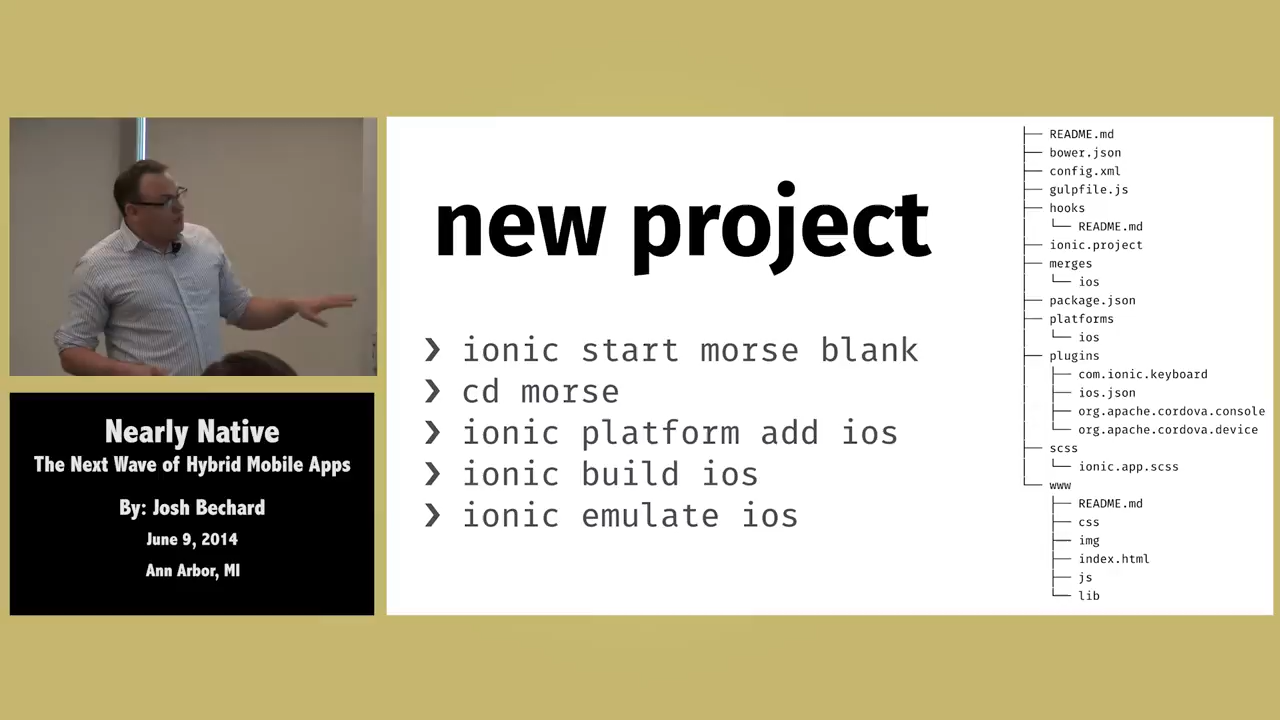 Nearly Native
The Next Wave of Hybrid Mobile Apps
By: Josh Bechard
June 9, 2014
Ann Arbor, MI
new project
❯ ionic start morse blank
❯ cd morse
❯ ionic platform add ios
❯ ionic build ios
❯ ionic emulate ios
├── README.md
├── bower.json
├── config.xml
├── gulpfile.js
├── hooks
│   └── README.md
├── ionic.project
├── merges
│   └── ios
├── package.json
├── platforms
│   └── ios
├── plugins
│   ├── com.ionic.keyboard
│   ├── ios.json
│   ├── org.apache.cordova.console
│   └── org.apache.cordova.device
├── scss
│   └── ionic.app.scss
└── www
    ├── README.md
    ├── css
    ├── img
    ├── index.html
    ├── js
    └── lib